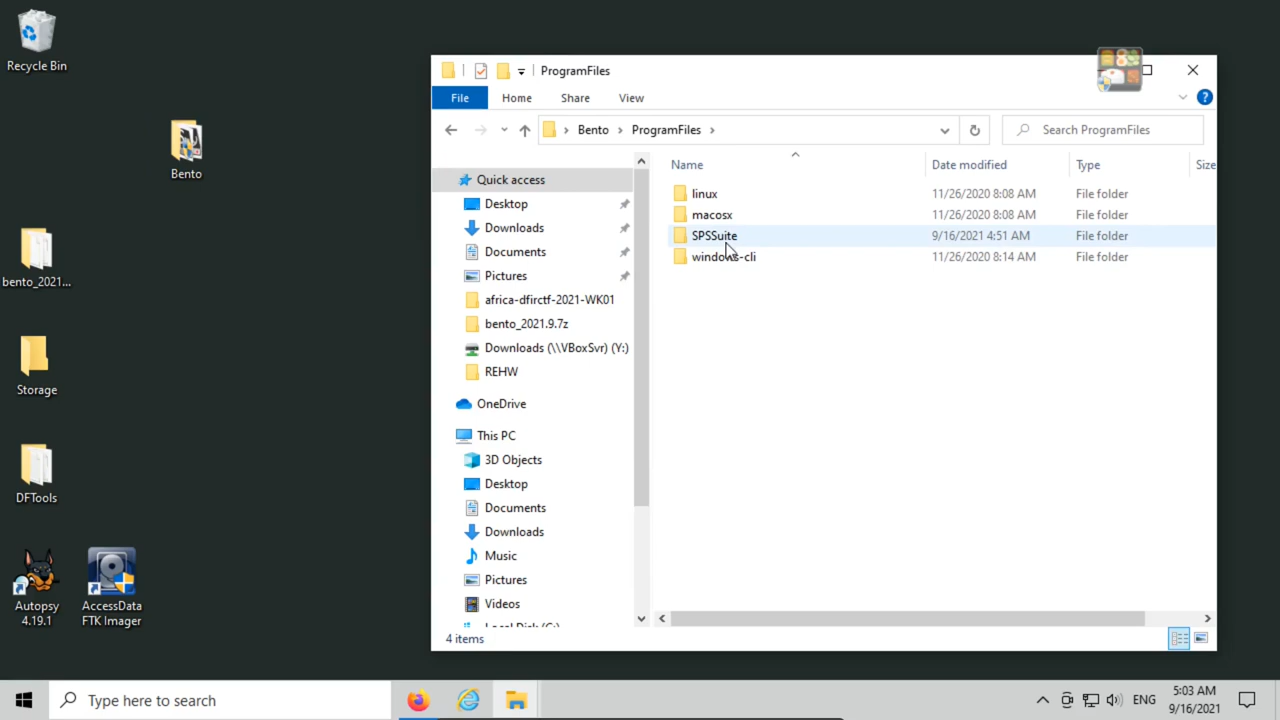 Recycle Bin
Bento
bento_2021...
Storage
DFTools
Autopsy
4.19.1
AccessData
FTK Imager
ProgramFiles
File
Home
Share
View
Bento
ProgramFiles
Search ProgramFiles
Quick access
Desktop
Downloads
Documents
Pictures
africa-dfirctf-2021-WK01
bento_2021.9.7z
Downloads (\\VBoxSvr) (Y:)
REHW
OneDrive
This PC
3D Objects
Desktop
Documents
Downloads
Music
Pictures
Videos
Local Disk (C:)
Name Date modified Type Size
linux 11/26/2020 8:08 AM File folder
macosx 11/26/2020 8:08 AM File folder
SPSSuite 9/16/2021 4:51 AM File folder
windows-cli 11/26/2020 8:14 AM File folder
4 items
Type here to search
ENG
5:03 AM
9/16/2021